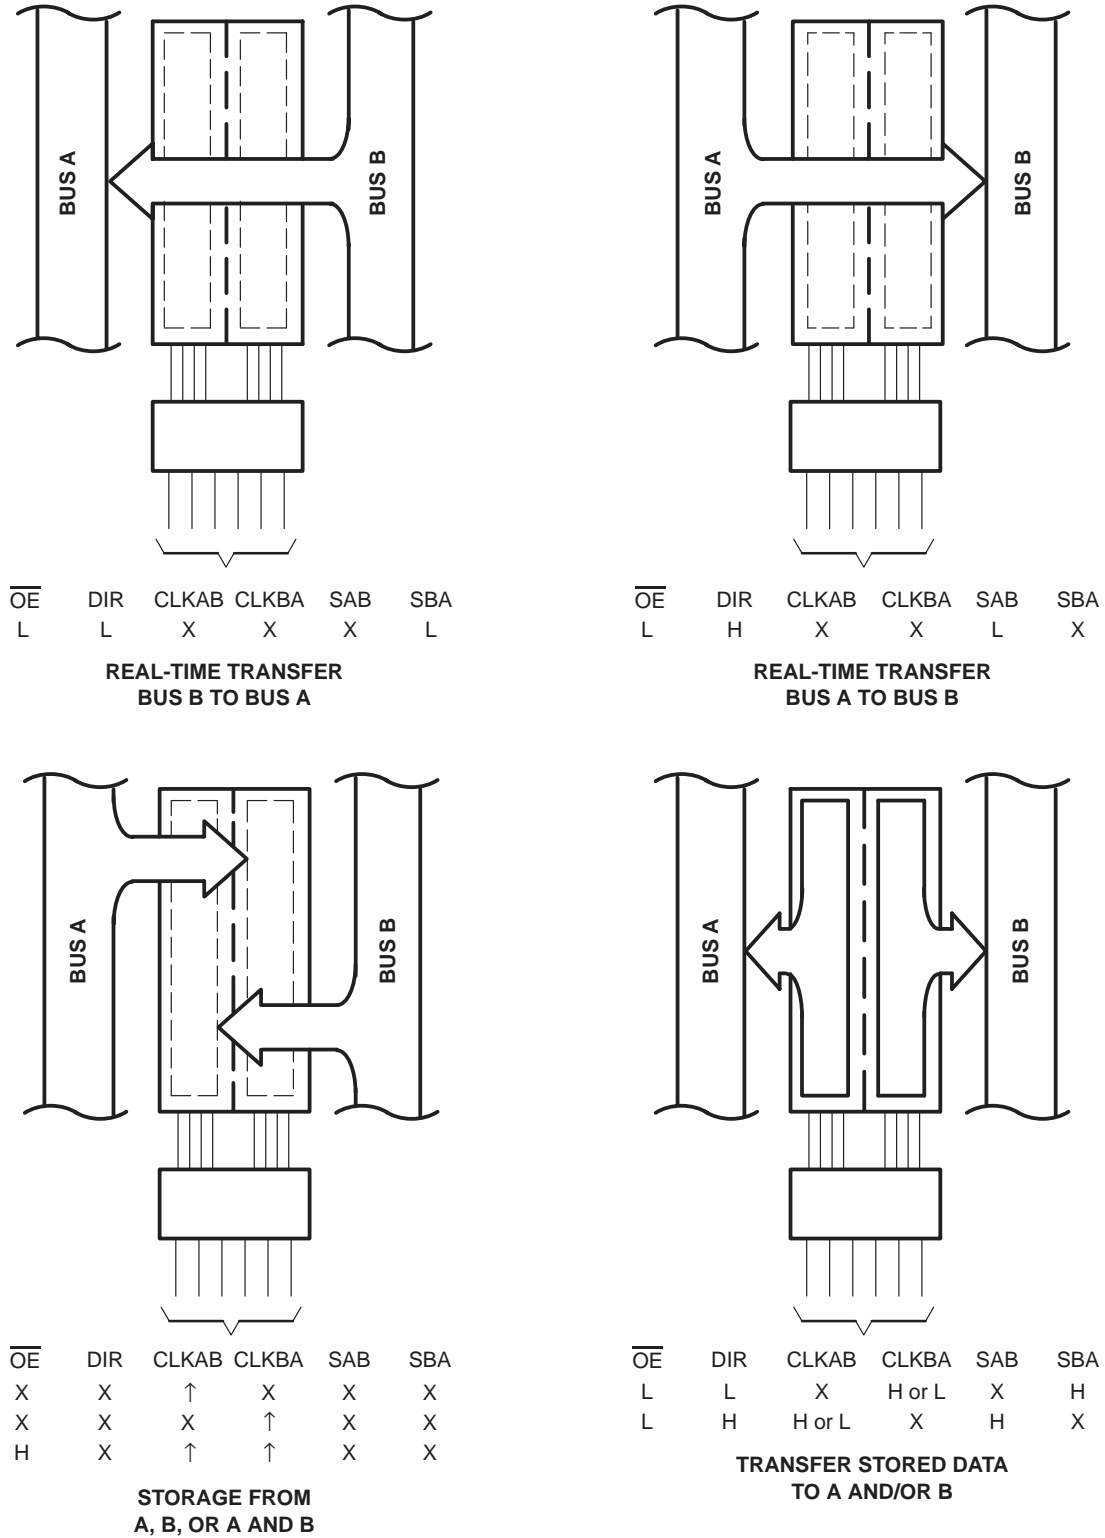 BUS A
BUS B
OE DIR CLKAB CLKBA SAB SBA
L L X X X L
REAL-TIME TRANSFER
BUS B TO BUS A
BUS A
BUS B
OE DIR CLKAB CLKBA SAB SBA
L H X X L X
REAL-TIME TRANSFER
BUS A TO BUS B
BUS A
BUS B
OE DIR CLKAB CLKBA SAB SBA
X X ↑ X X X
X X X ↑ X X
H X ↑ ↑ X X
STORAGE FROM
A, B, OR A AND B
BUS A
BUS B
OE DIR CLKAB CLKBA SAB SBA
L L X H or L X H
L H H or L X H X
TRANSFER STORED DATA
TO A AND/OR B